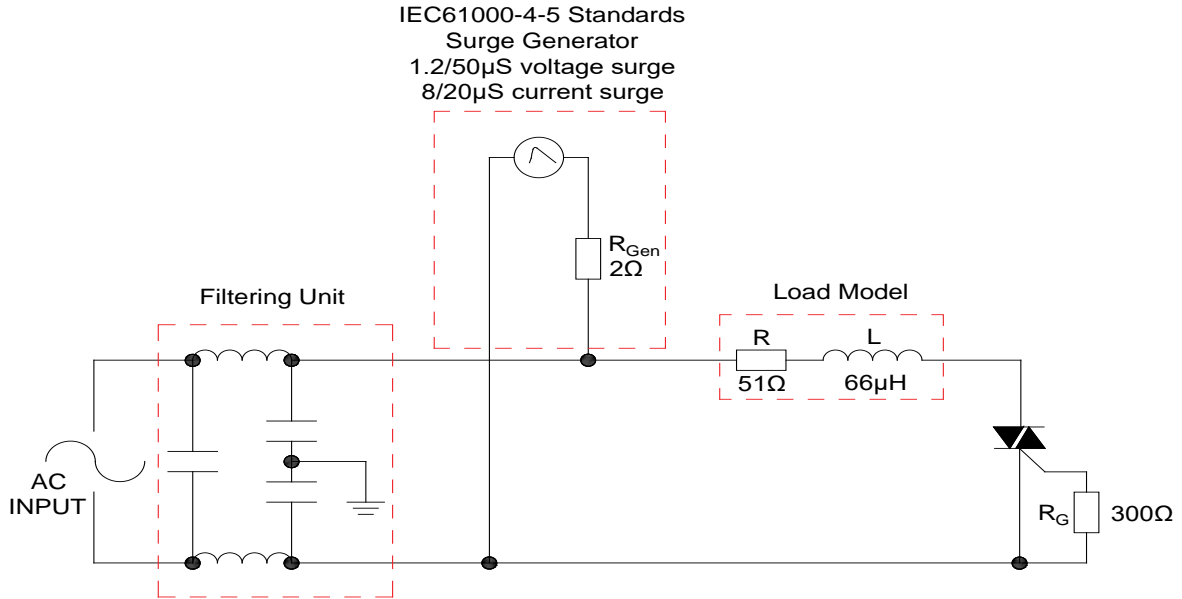 IEC61000-4-5 Standards
Surge Generator
1.2/50µS voltage surge
8/20µS current surge
RGen
2Ω
Filtering Unit
Load Model
R
L
51Ω
66µH
AC
INPUT
RG
300Ω